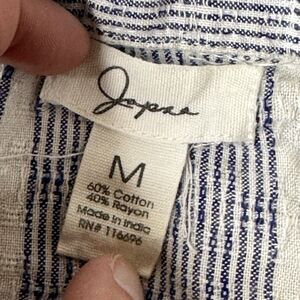 Japna
M
60% Cotton
40% Rayon
Made in India
RN# 116696